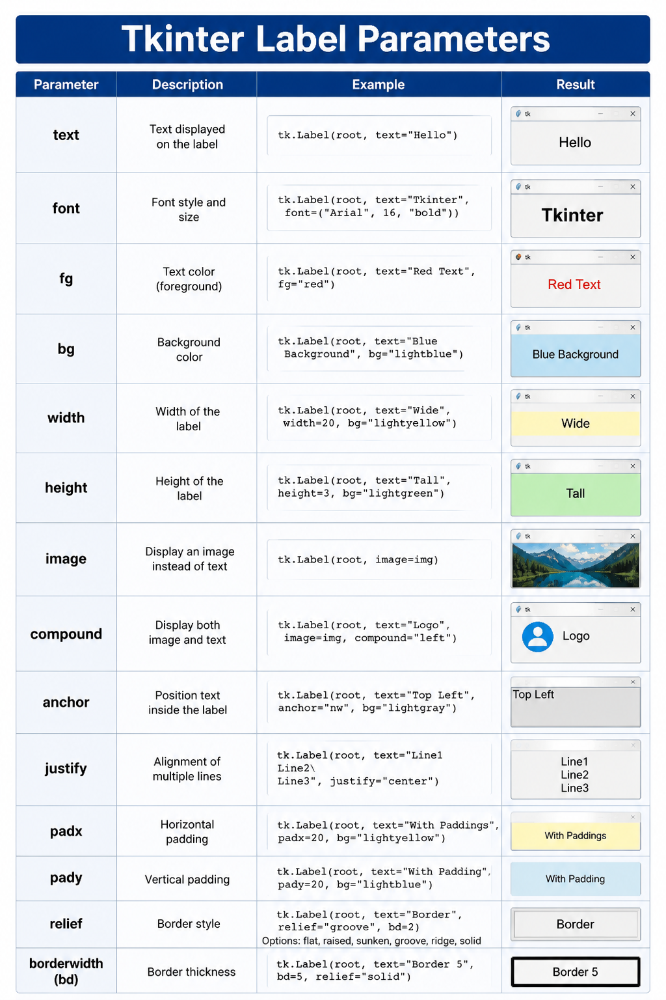 Tkinter Label Parameters
Parameter Description Example Result
text
Text displayed
on the label
tk.Label(root, text="Hello")
tk
Hello
font
Font style and
size
tk.Label(root, text="Tkinter",
font=("Arial", 16, "bold"))
tk
Tkinter
fg
Text color
(foreground)
tk.Label(root, text="Red Text",
fg="red")
tk
Red Text
bg
Background
color
tk.Label(root, text="Blue
Background", bg="lightblue")
tk
Blue Background
width
Width of the
label
tk.Label(root, text="Wide",
width=20, bg="lightyellow")
tk
Wide
height
Height of the
label
tk.Label(root, text="Tall",
height=3, bg="lightgreen")
tk
Tall
image
Display an image
instead of text
tk.Label(root, image=img)
tk
compound
Display both
image and text
tk.Label(root, text="Logo",
image=img, compound="left")
tk
Logo
anchor
Position text
inside the label
tk.Label(root, text="Top Left",
anchor="nw", bg="lightgray")
Top Left
justify
Alignment of
multiple lines
tk.Label(root, text="Line1
Line2\
Line3", justify="center")
Line1
Line2
Line3
padx
Horizontal
padding
tk.Label(root, text="With Paddings",
padx=20, bg="lightyellow")
With Paddings
pady
Vertical padding
tk.Label(root, text="With Padding",
pady=20, bg="lightblue")
With Padding
relief
Border style
tk.Label(root, text="Border",
relief="groove", bd=2)
Options: flat, raised, sunken, groove, ridge, solid
Border
borderwidth
(bd)
Border thickness
tk.Label(root, text="Border 5",
bd=5, relief="solid")
Border 5